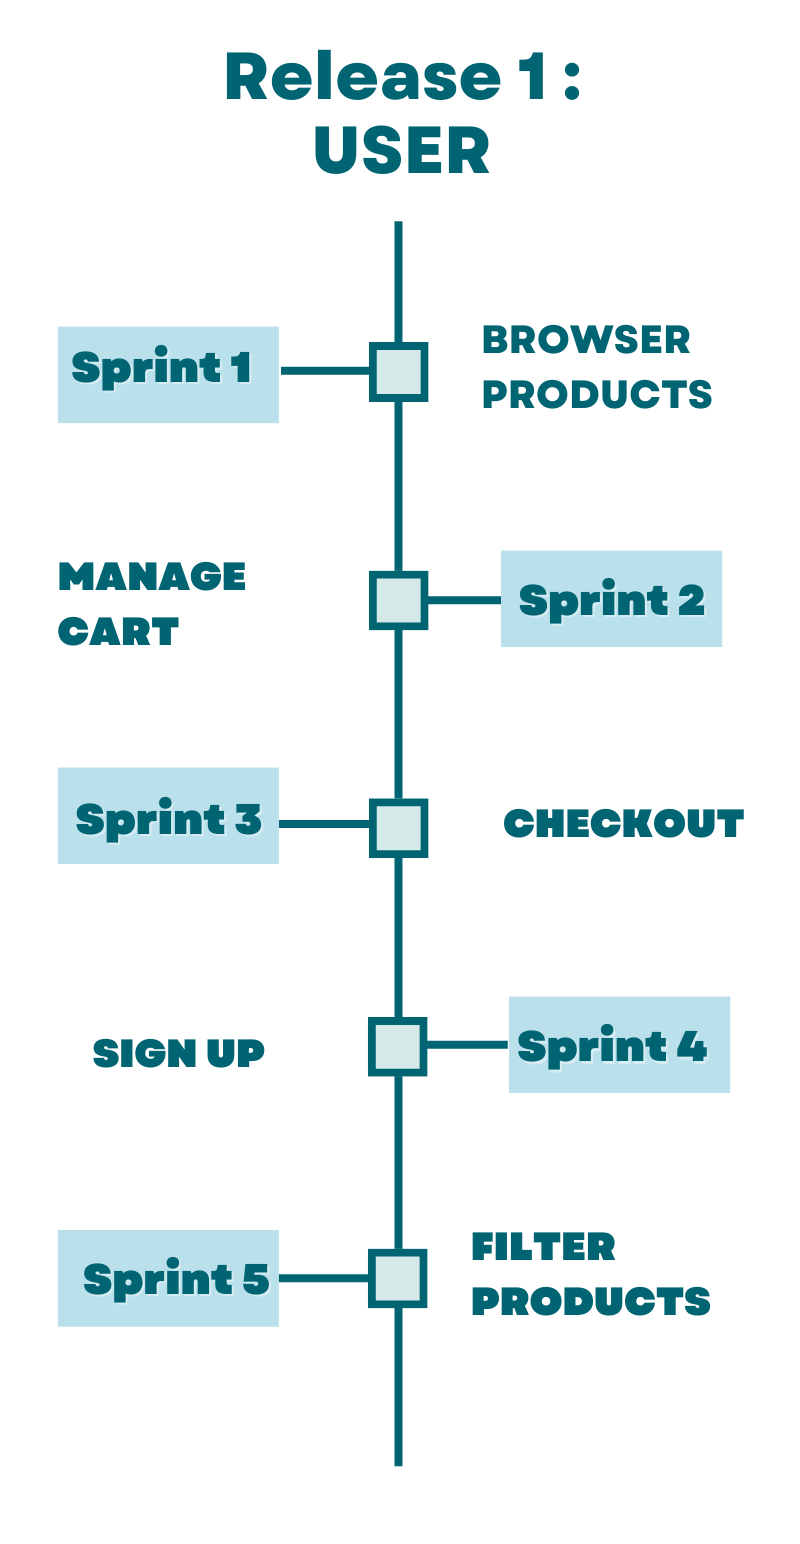 Release 1 :
USER
Sprint 1
BROWSER
PRODUCTS
MANAGE
CART
Sprint 2
Sprint 3
CHECKOUT
SIGN UP
Sprint 4
Sprint 5
FILTER
PRODUCTS